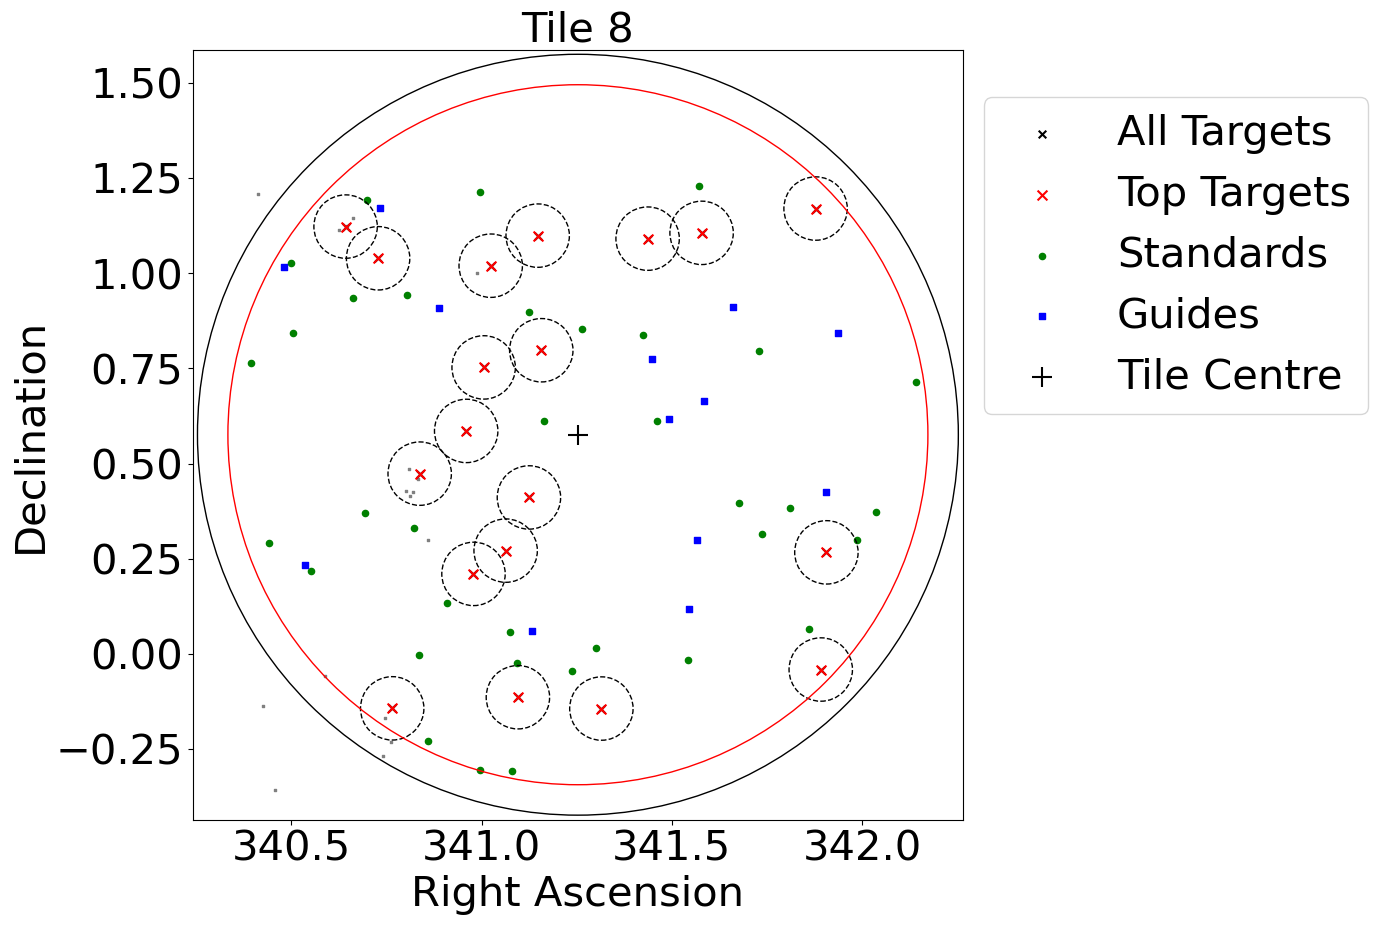 Tile 8
1.50
1.25
1.00
0.75
0.50
0.25
0.00
−0.25
Declination
340.5 341.0 341.5 342.0
Right Ascension
All Targets
Top Targets
Standards
Guides
Tile Centre